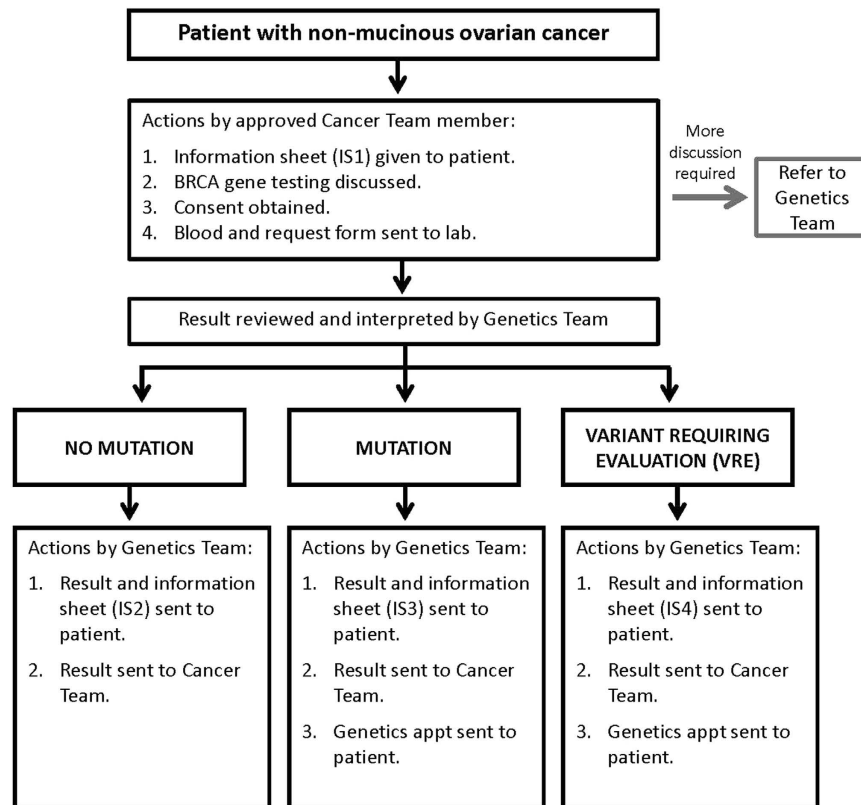 Patient with non-mucinous ovarian cancer
Actions by approved Cancer Team member:
1. Information sheet (IS1) given to patient.
2. BRCA gene testing discussed.
3. Consent obtained.
4. Blood and request form sent to lab.
More
discussion
required
Refer to
Genetics
Team
Result reviewed and interpreted by Genetics Team
NO MUTATION
MUTATION
VARIANT REQUIRING
EVALUATION (VRE)
Actions by Genetics Team:
1. Result and information
sheet (IS2) sent to
patient.
2. Result sent to Cancer
Team.
Actions by Genetics Team:
1. Result and information
sheet (IS3) sent to
patient.
2. Result sent to Cancer
Team.
3. Genetics appt sent to
patient.
Actions by Genetics Team:
1. Result and information
sheet (IS4) sent to
patient.
2. Result sent to Cancer
Team.
3. Genetics appt sent to
patient.